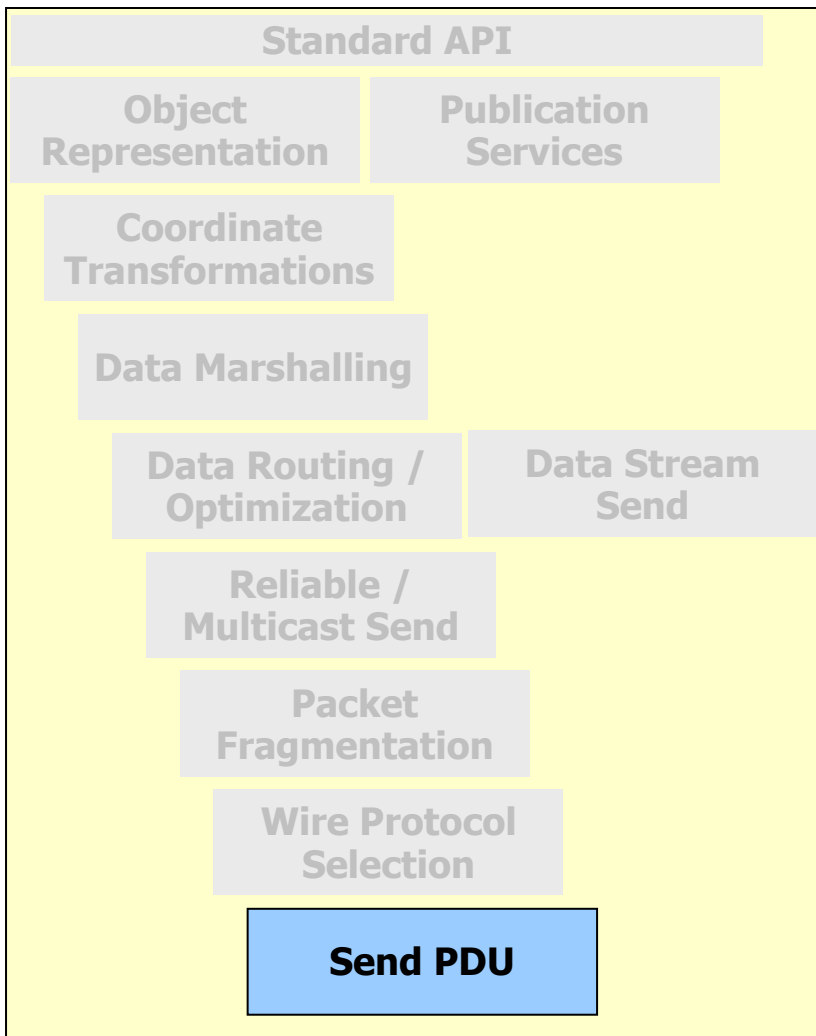 Standard API
Object
Representation
Publication
Services
Coordinate
Transformations
Data Marshalling
Data Routing /
Optimization
Data Stream
Send
Reliable /
Multicast Send
Packet
Fragmentation
Wire Protocol
Selection
Send PDU